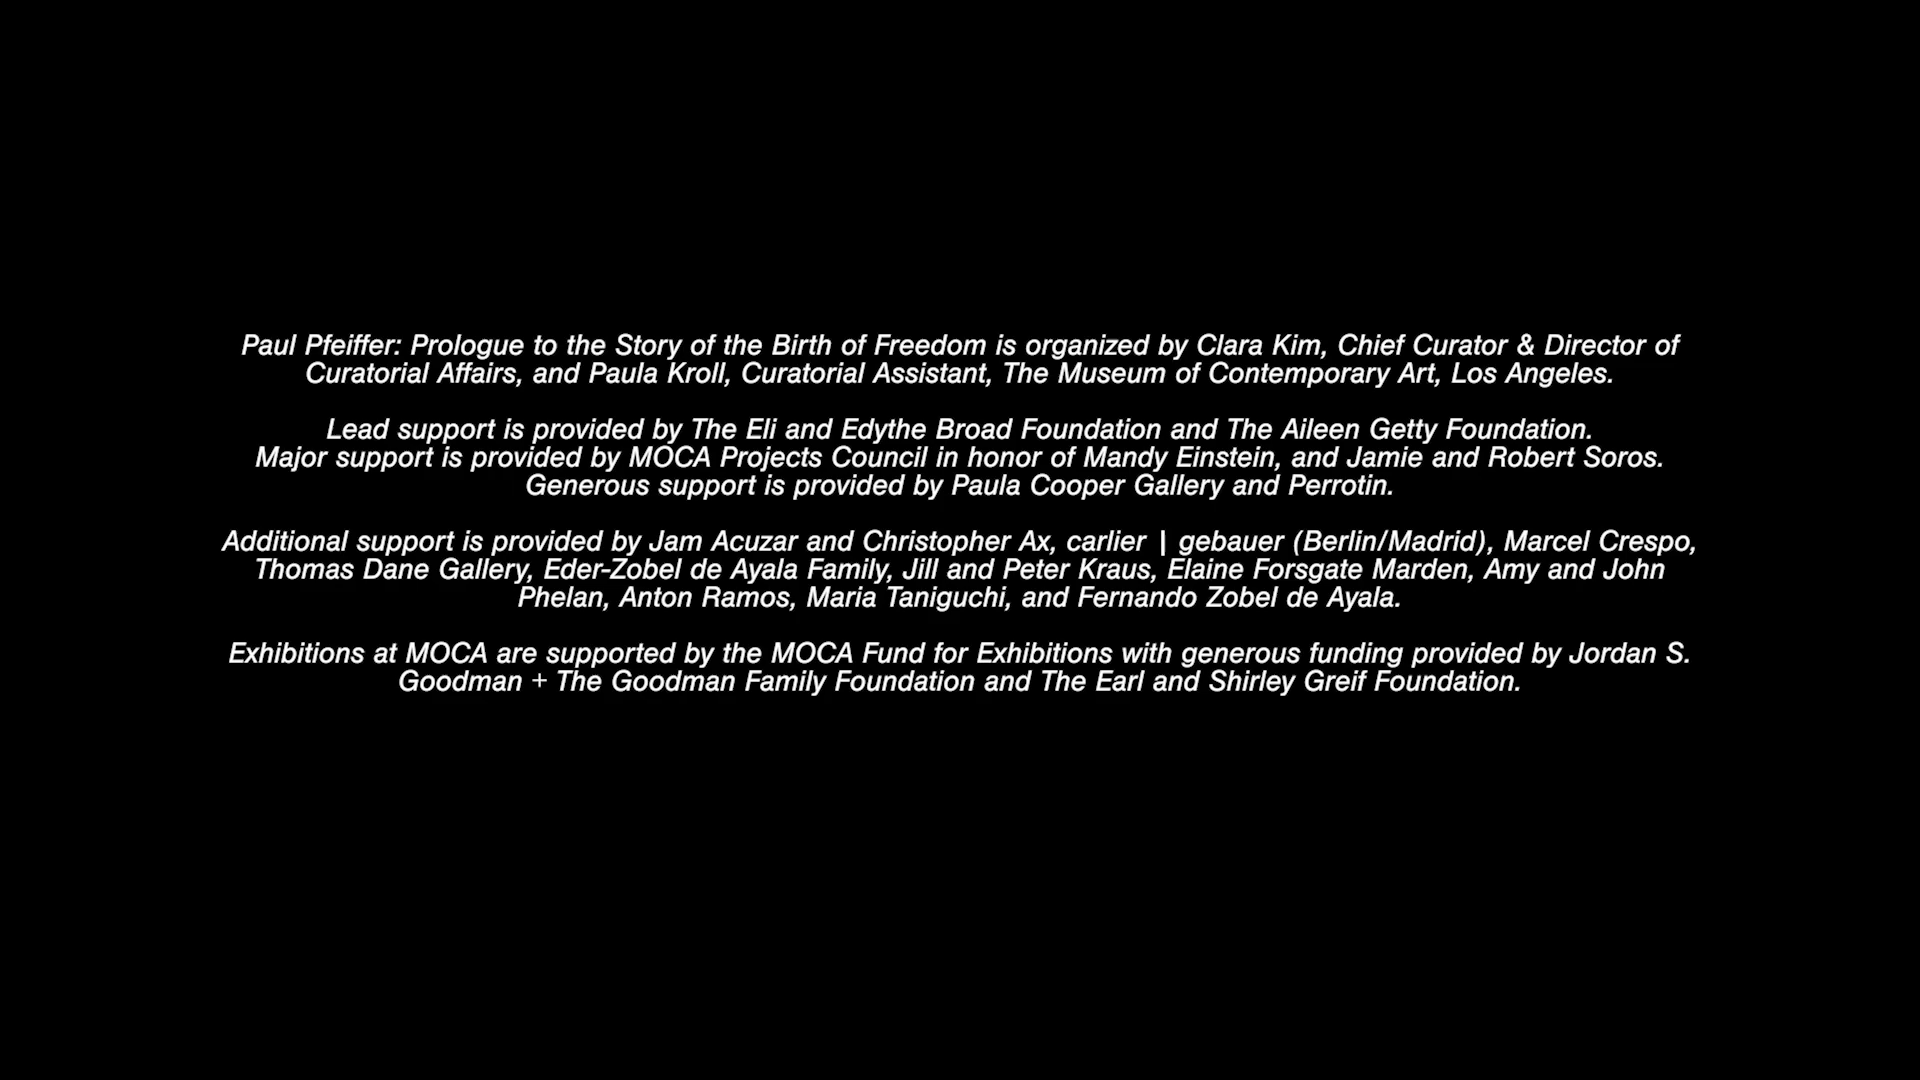 Paul Pfeiffer: Prologue to the Story of the Birth of Freedom is organized by Clara Kim, Chief Curator & Director of
Curatorial Affairs, and Paula Kroll, Curatorial Assistant, The Museum of Contemporary Art, Los Angeles.
Lead support is provided by The Eli and Edythe Broad Foundation and The Aileen Getty Foundation.
Major support is provided by MOCA Projects Council in honor of Mandy Einstein, and Jamie and Robert Soros.
Generous support is provided by Paula Cooper Gallery and Perrotin.
Additional support is provided by Jam Acuzar and Christopher Ax, carlier | gebauer (Berlin/Madrid), Marcel Crespo,
Thomas Dane Gallery, Eder-Zobel de Ayala Family, Jill and Peter Kraus, Elaine Forsgate Marden, Amy and John
Phelan, Anton Ramos, Maria Taniguchi, and Fernando Zobel de Ayala.
Exhibitions at MOCA are supported by the MOCA Fund for Exhibitions with generous funding provided by Jordan S.
Goodman + The Goodman Family Foundation and The Earl and Shirley Greif Foundation.